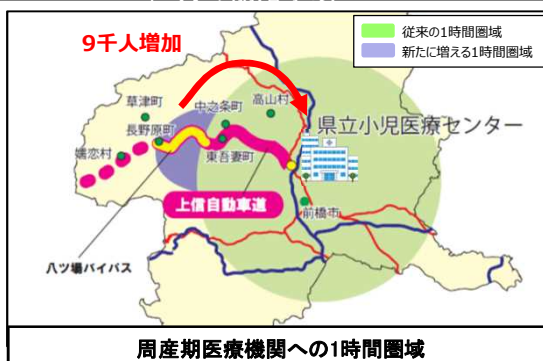 9千人増加
従来の1時間圏域
新たに増える1時間圏域
草津町
中之条町
高山村
県立小児医療センター
長野原町
嬬恋村
東吾妻町
上信自動車道
前橋市
八ツ場バイパス
周産期医療機関への1時間圏域